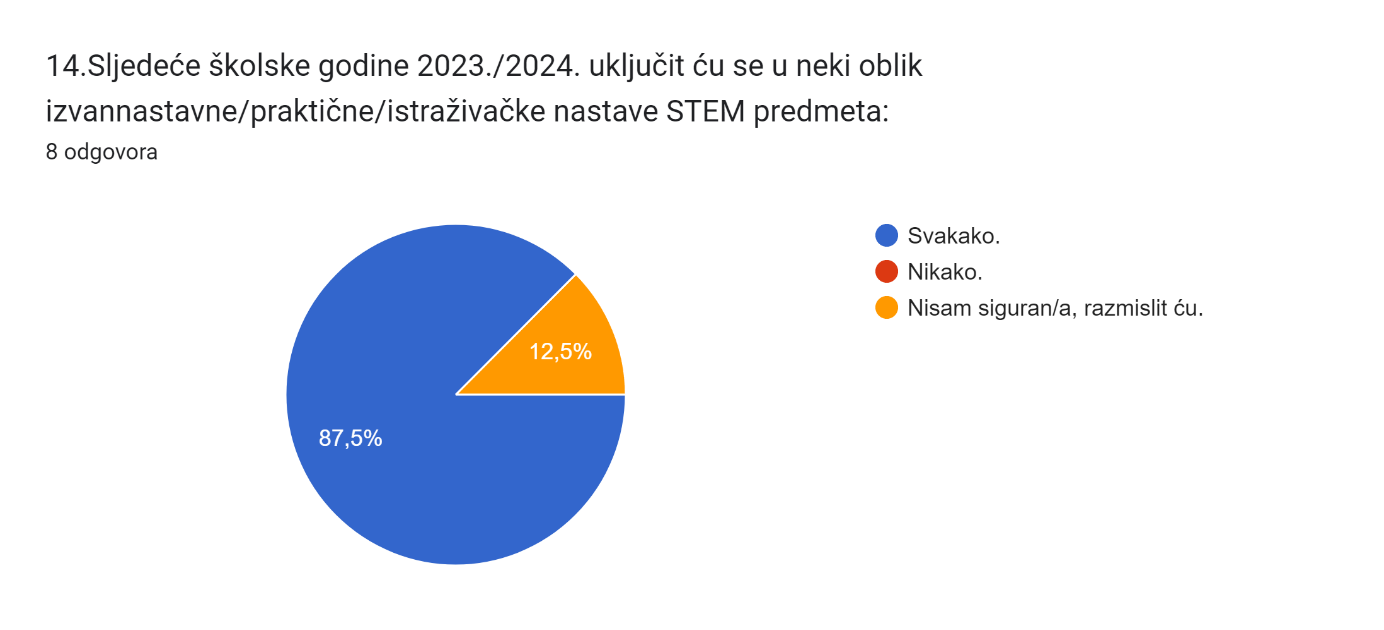 14.Sljedeće školske godine 2023./2024. uključit ću se u neki oblik
izvannastavne/praktične/istraživačke nastave STEM predmeta:
8 odgovora
Svakako.
Nikako.
Nisam siguran/a, razmislit ću.
12,5%
87,5%